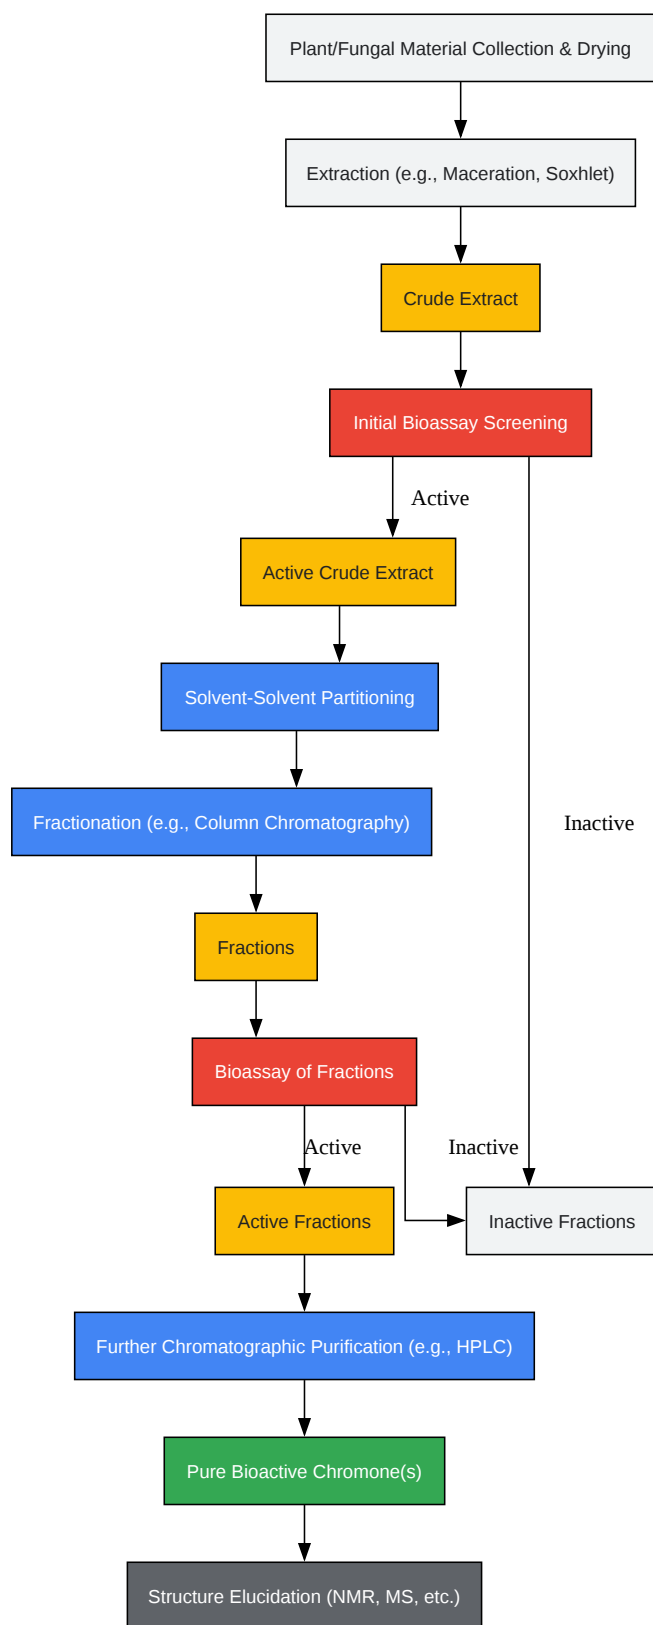 Plant/Fungal Material Collection & Drying
Extraction (e.g., Maceration, Soxhlet)
Crude Extract
Initial Bioassay Screening
Active
Active Crude Extract
Solvent-Solvent Partitioning
Fractionation (e.g., Column Chromatography)
Inactive
Fractions
Bioassay of Fractions
Active
Inactive
Active Fractions
Inactive Fractions
Further Chromatographic Purification (e.g., HPLC)
Pure Bioactive Chromone(s)
Structure Elucidation (NMR, MS, etc.)